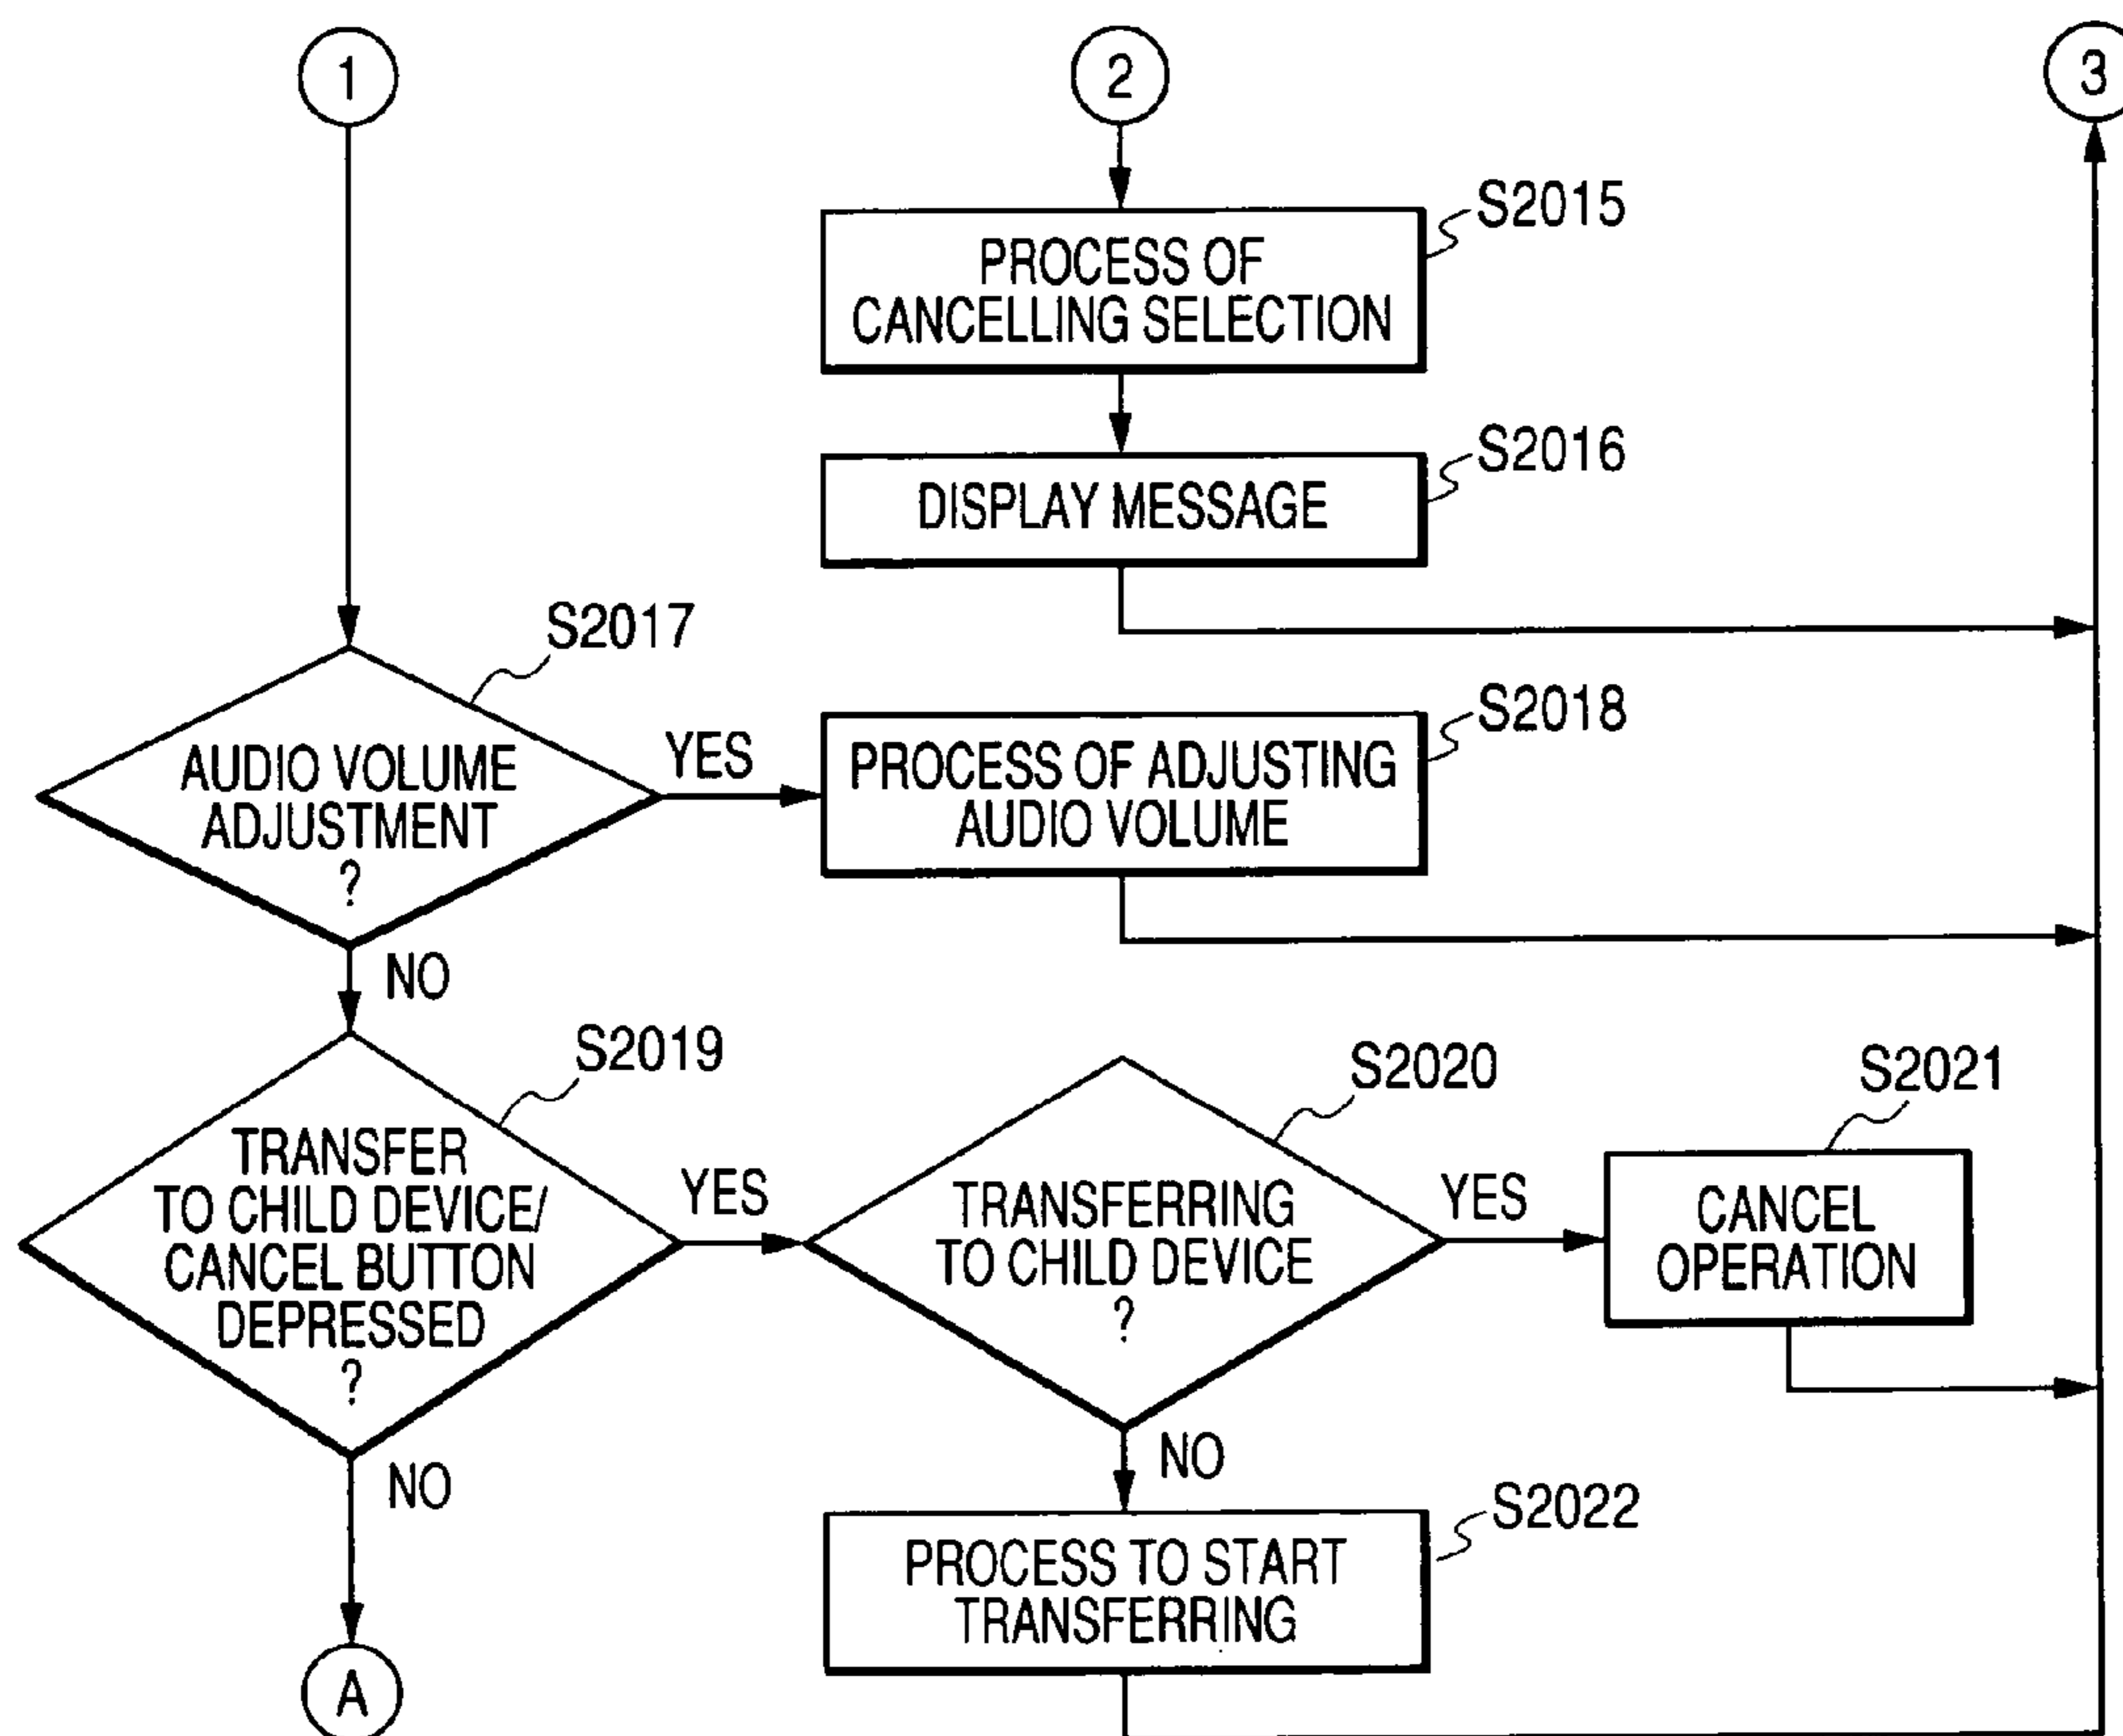 1
2
3
S2015
PROCESS OF
CANCELLING SELECTION
S2016
DISPLAY MESSAGE
S2017
AUDIO VOLUME
ADJUSTMENT
?
YES
S2018
PROCESS OF ADJUSTING
AUDIO VOLUME
NO
S2019
TRANSFER
TO CHILD DEVICE/
CANCEL BUTTON
DEPRESSED
?
YES
S2020
TRANSFERRING
TO CHILD DEVICE
?
YES
S2021
CANCEL
OPERATION
NO
NO
S2022
PROCESS TO START
TRANSFERRING
A